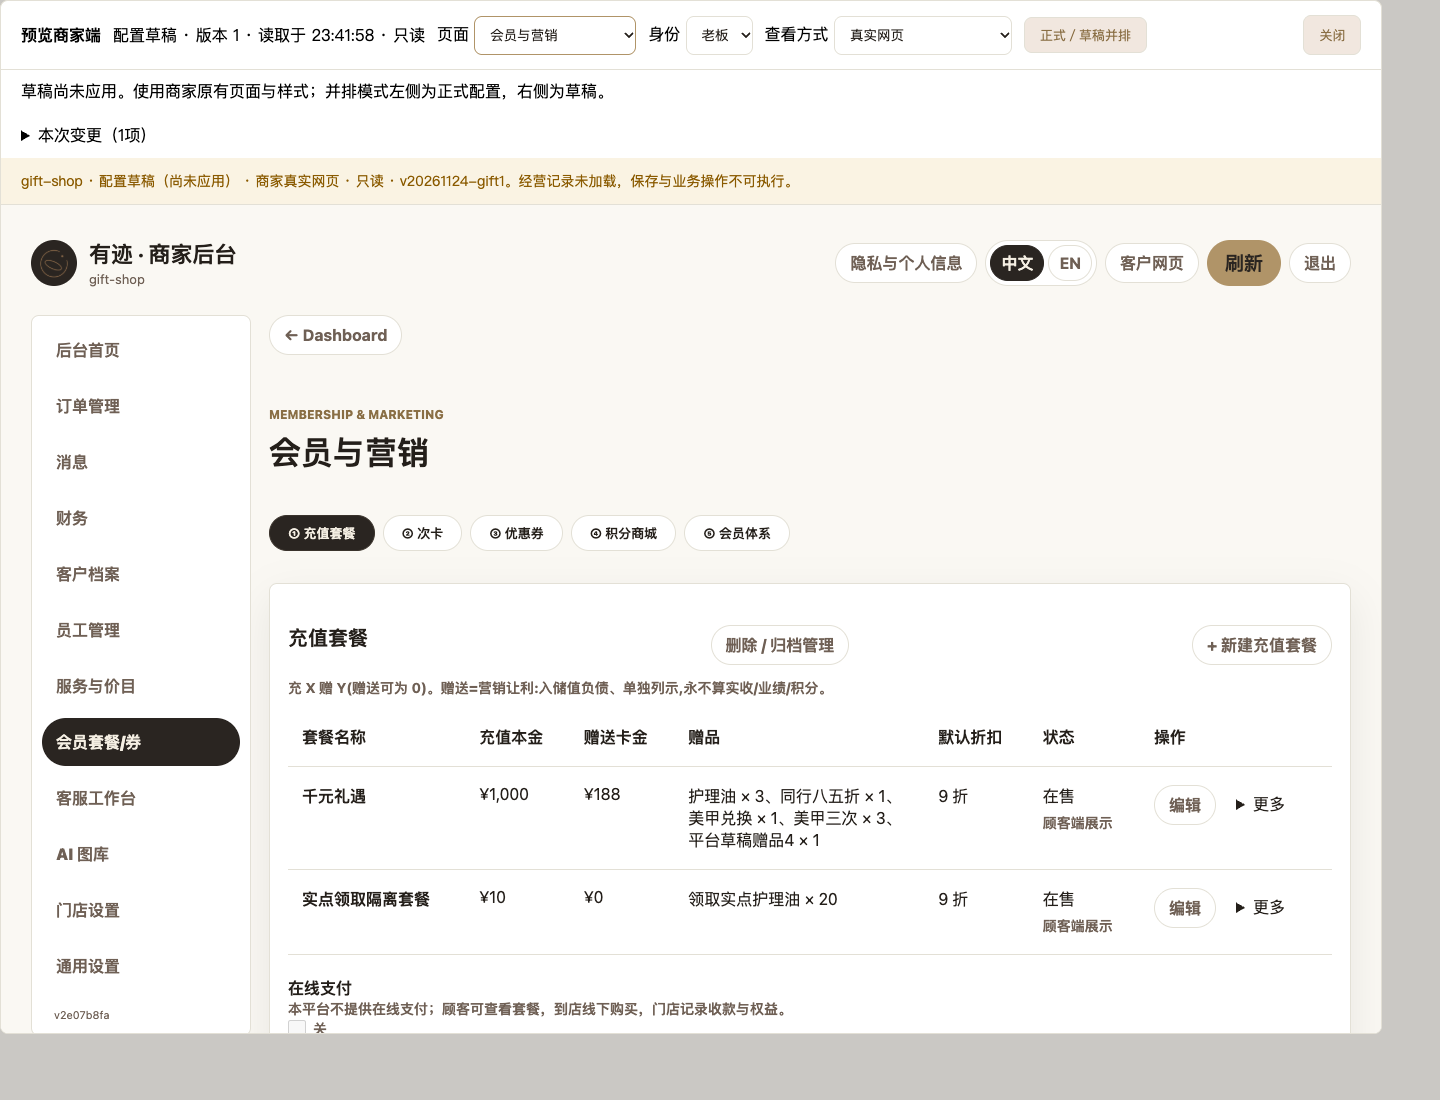 预览商家端 配置草稿 · 版本 1 · 读取于 23:41:58 · 只读 页面 会员与营销 身份 老板 查看方式 真实网页 正式 / 草稿并排 关闭
草稿尚未应用。使用商家原有页面与样式；并排模式左侧为正式配置，右侧为草稿。
▶ 本次变更（1项）
gift-shop · 配置草稿（尚未应用） · 商家真实网页 · 只读 · v20261124-gift1。经营记录未加载，保存与业务操作不可执行。
有迹 · 商家后台
gift-shop
隐私与个人信息 中文 EN 客户网页 刷新 退出
后台首页
订单管理
消息
财务
客户档案
员工管理
服务与价目
会员套餐/券
客服工作台
AI 图库
门店设置
通用设置
v2e07b8fa
← Dashboard
MEMBERSHIP & MARKETING
会员与营销
① 充值套餐 ② 次卡 ③ 优惠券 ④ 积分商城 ⑤ 会员体系
充值套餐 删除 / 归档管理 + 新建充值套餐
充 X 赠 Y(赠送可为 0)。赠送=营销让利:入储值负债、单独列示,永不算实收/业绩/积分。
套餐名称 充值本金 赠送卡金 赠品 默认折扣 状态 操作
千元礼遇 ¥1,000 ¥188 护理油 × 3、同行八五折 × 1、 9 折 在售 编辑 ▶ 更多
美甲兑换 × 1、美甲三次 × 3、 顾客端展示
平台草稿赠品4 × 1
实点领取隔离套餐 ¥10 ¥0 领取实点护理油 × 20 9 折 在售 编辑 ▶ 更多
顾客端展示
在线支付
本平台不提供在线支付；顾客可查看套餐，到店线下购买，门店记录收款与权益。
关